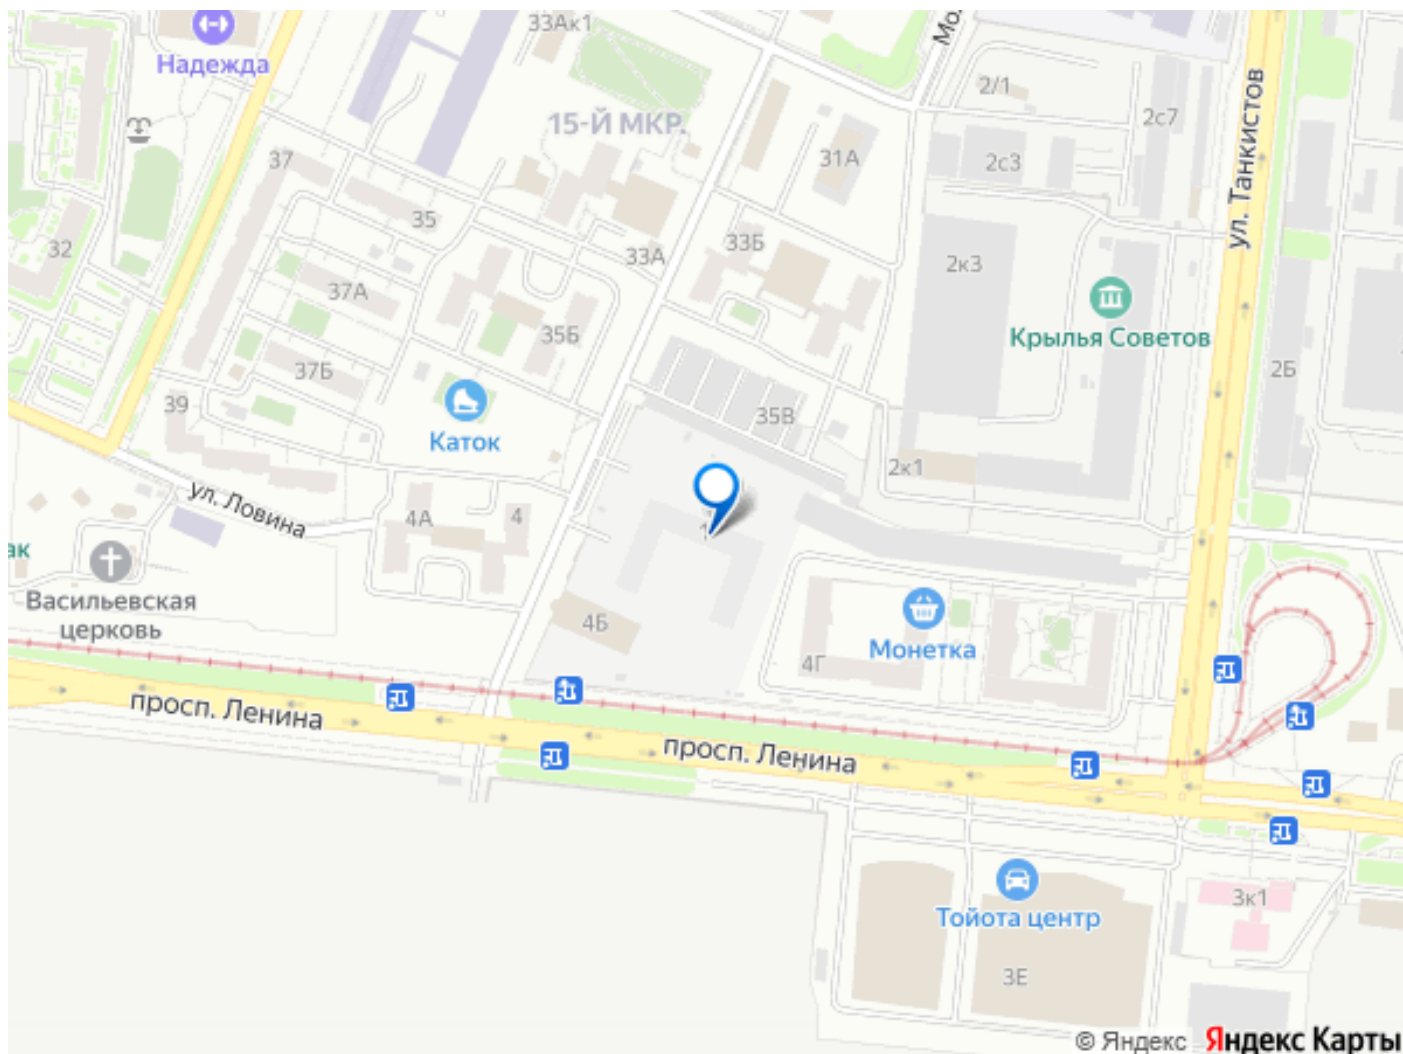 33Ак1
Надежда
2/1
ул. Танкистов
2с7
15-Й МКР.
37
31А
2с3
35
32
33А
33Б
2к3
37А
Крылья Советов
35Б
37Б
2Б
39
35В
Каток
2к1
ул. Ловина
4А
4
ак
Васильевская
церковь
4Б
Монетка
4Г
просп. Ленина
просп. Ленина
3к1
Тойота центр
3Е
© Яндекс Яндекс Карты